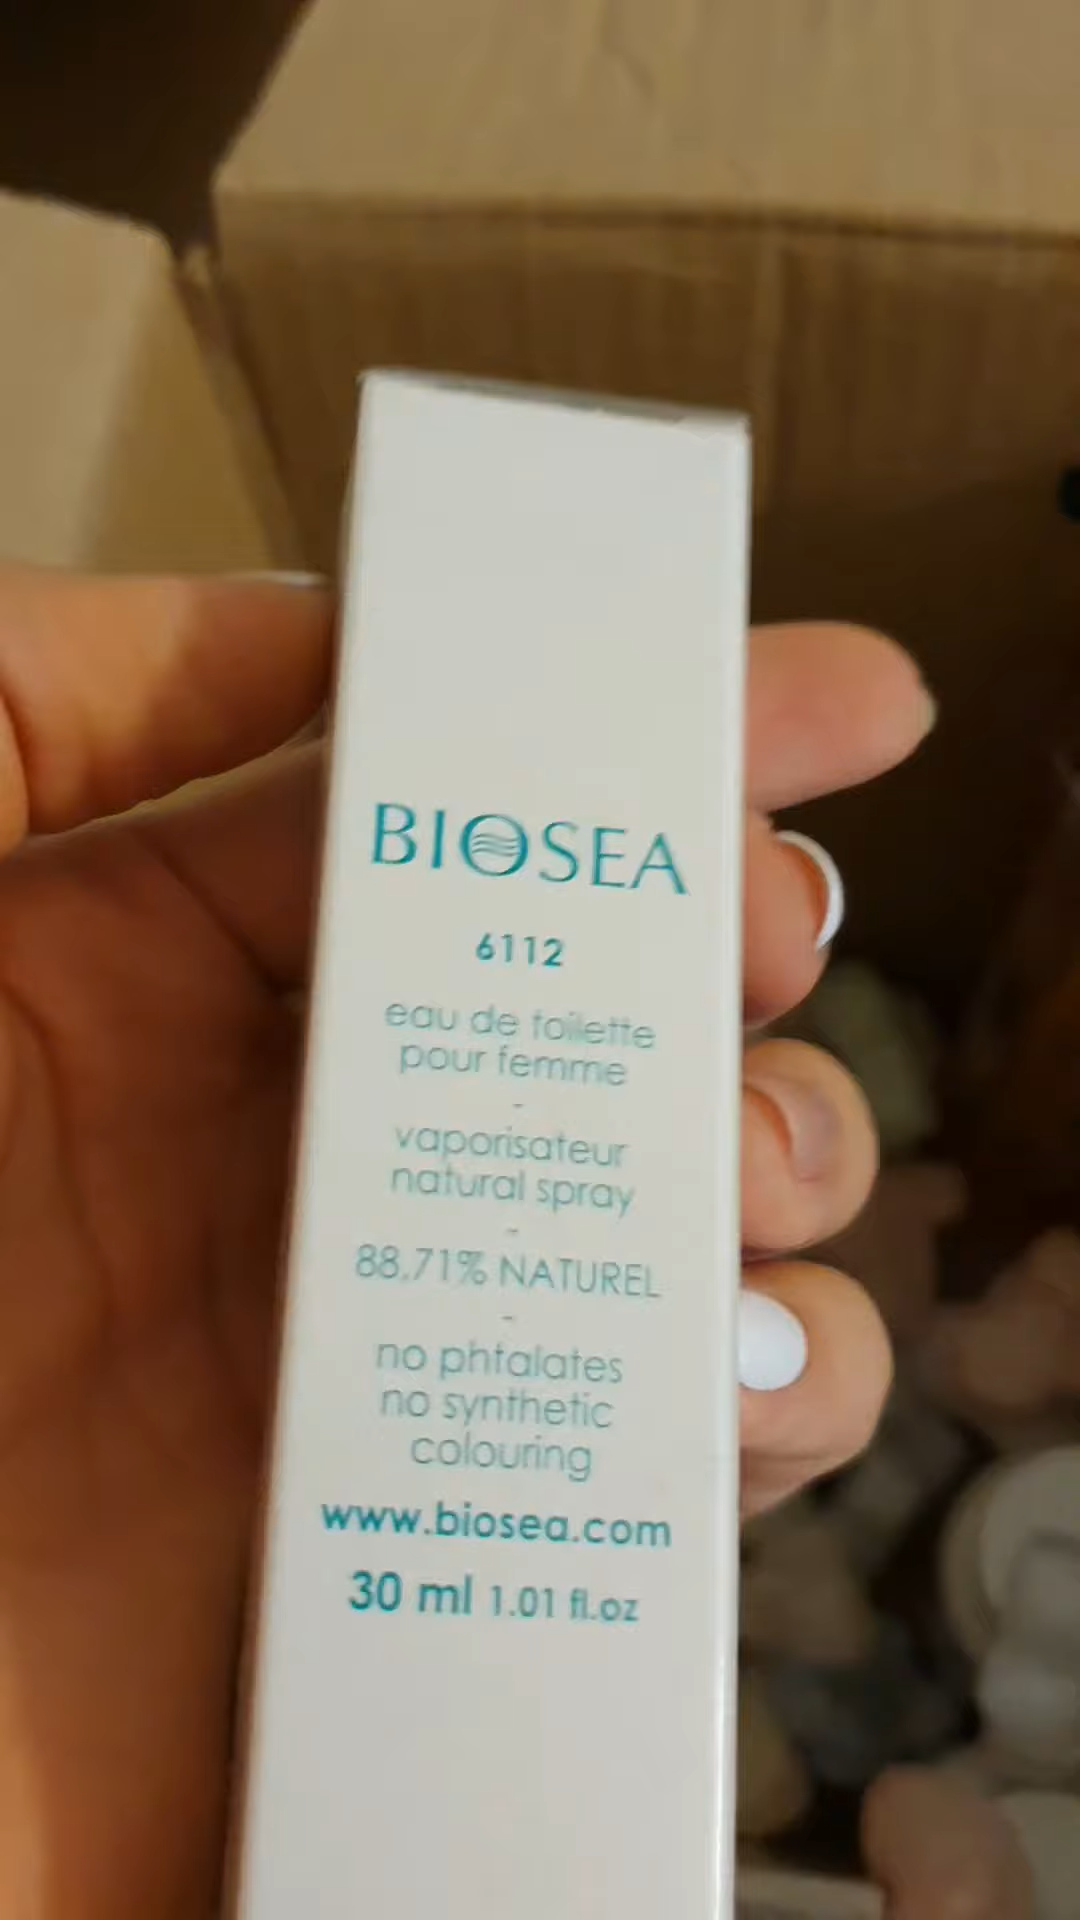 BIOSEA
6112
eau de toilette
pour femme
-
vaporisateur
natural spray
-
88,71% NATUREL
-
no phtalates
no synthetic
colouring
www.biosea.com
30 ml 1.01 fl.oz